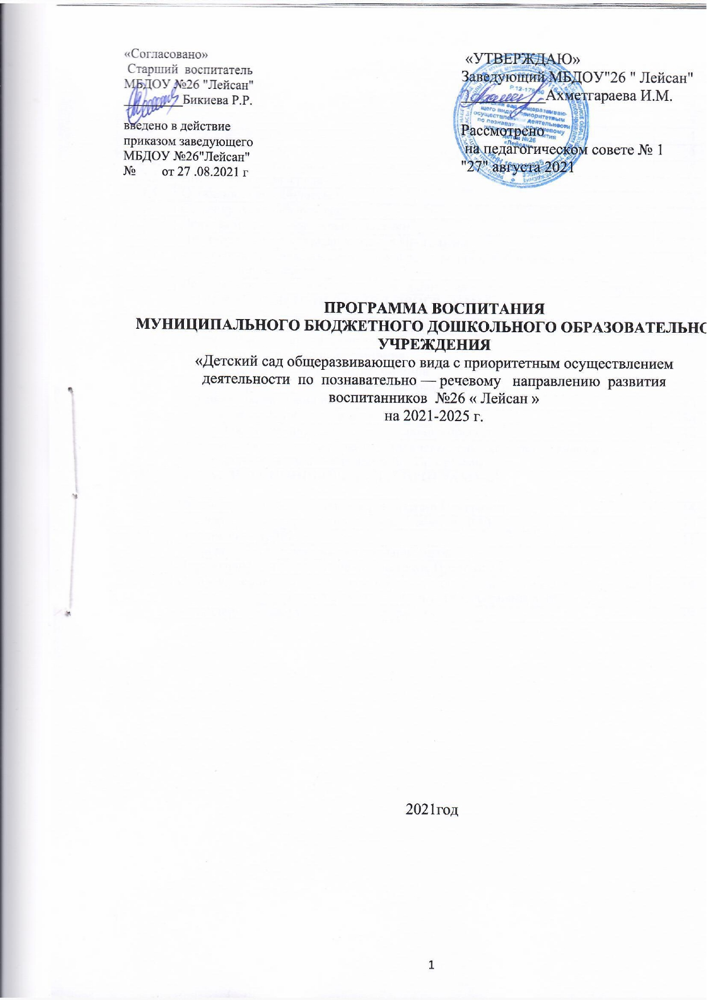 «Согласовано»
Старший воспитатель
МБДОУ №26 "Лейсан"
__________Бикиева Р.Р.
введено в действие
приказом заведующего
МБДОУ №26"Лейсан"
№ от 27 .08.2021 г
«УТВЕРЖДАЮ»
Заведующий МБДОУ"26 " Лейсан"
____________Ахметгараева И.М.
Рассмотрено
на педагогическом совете № 1
"27" августа 2021
ПРОГРАММА ВОСПИТАНИЯ
МУНИЦИПАЛЬНОГО БЮДЖЕТНОГО ДОШКОЛЬНОГО ОБРАЗОВАТЕЛЬНО
УЧРЕЖДЕНИЯ
«Детский сад общеразвивающего вида с приоритетным осуществлением
деятельности по познавательно — речевому направлению развития
воспитанников №26 « Лейсан »
на 2021-2025 г.
2021год
1